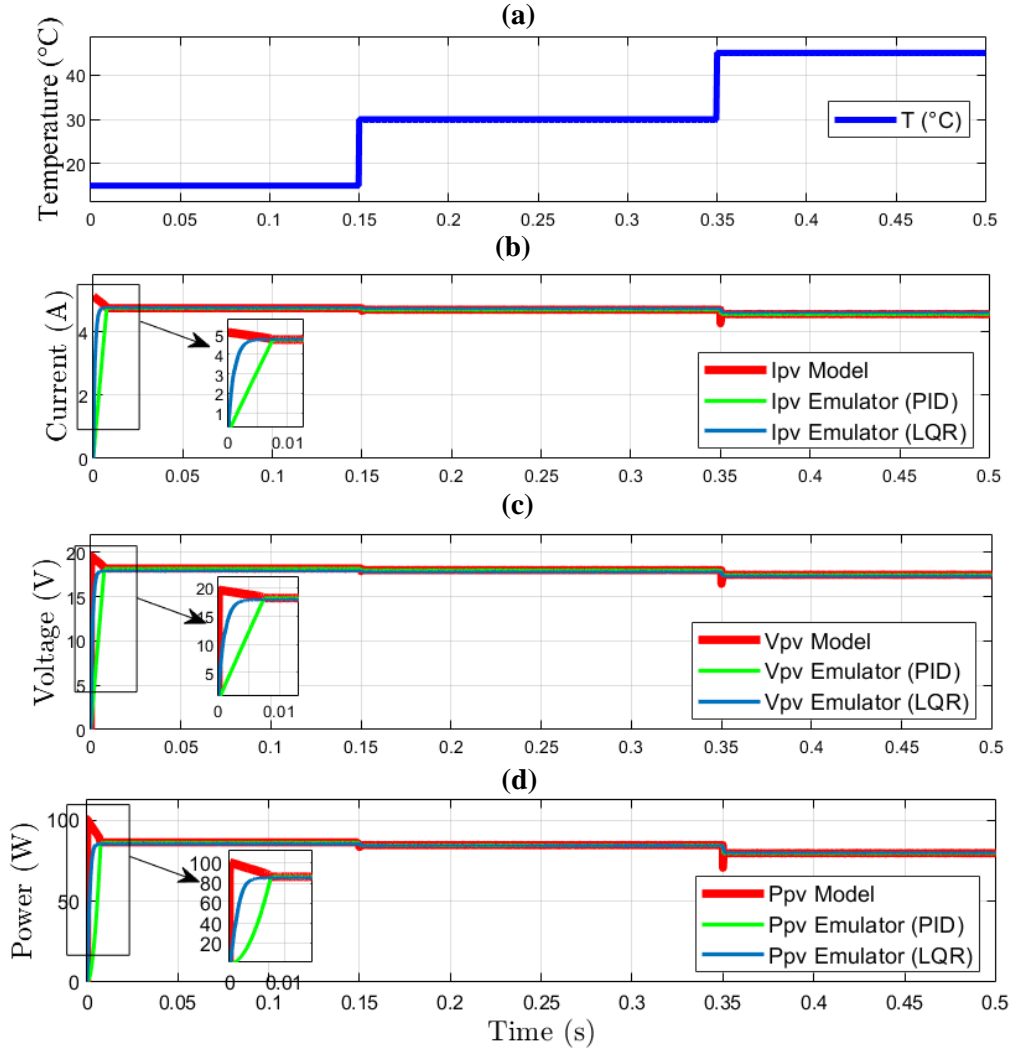 (a)
Temperature (°C)
40
30
20
T (°C)
0 0.05 0.1 0.15 0.2 0.25 0.3 0.35 0.4 0.45 0.5
(b)
Current (A)
4
2
0
5
4
3
2
1
0 0.01
Ipv Model
Ipv Emulator (PID)
Ipv Emulator (LQR)
0 0.05 0.1 0.15 0.2 0.25 0.3 0.35 0.4 0.45 0.5
(c)
Voltage (V)
20
15
10
5
0
20
15
10
5
0 0.01
Vpv Model
Vpv Emulator (PID)
Vpv Emulator (LQR)
0 0.05 0.1 0.15 0.2 0.25 0.3 0.35 0.4 0.45 0.5
(d)
Power (W)
100
50
0
100
80
60
40
20
0 0.01
Ppv Model
Ppv Emulator (PID)
Ppv Emulator (LQR)
0 0.05 0.1 0.15 0.2 0.25 0.3 0.35 0.4 0.45 0.5
Time (s)